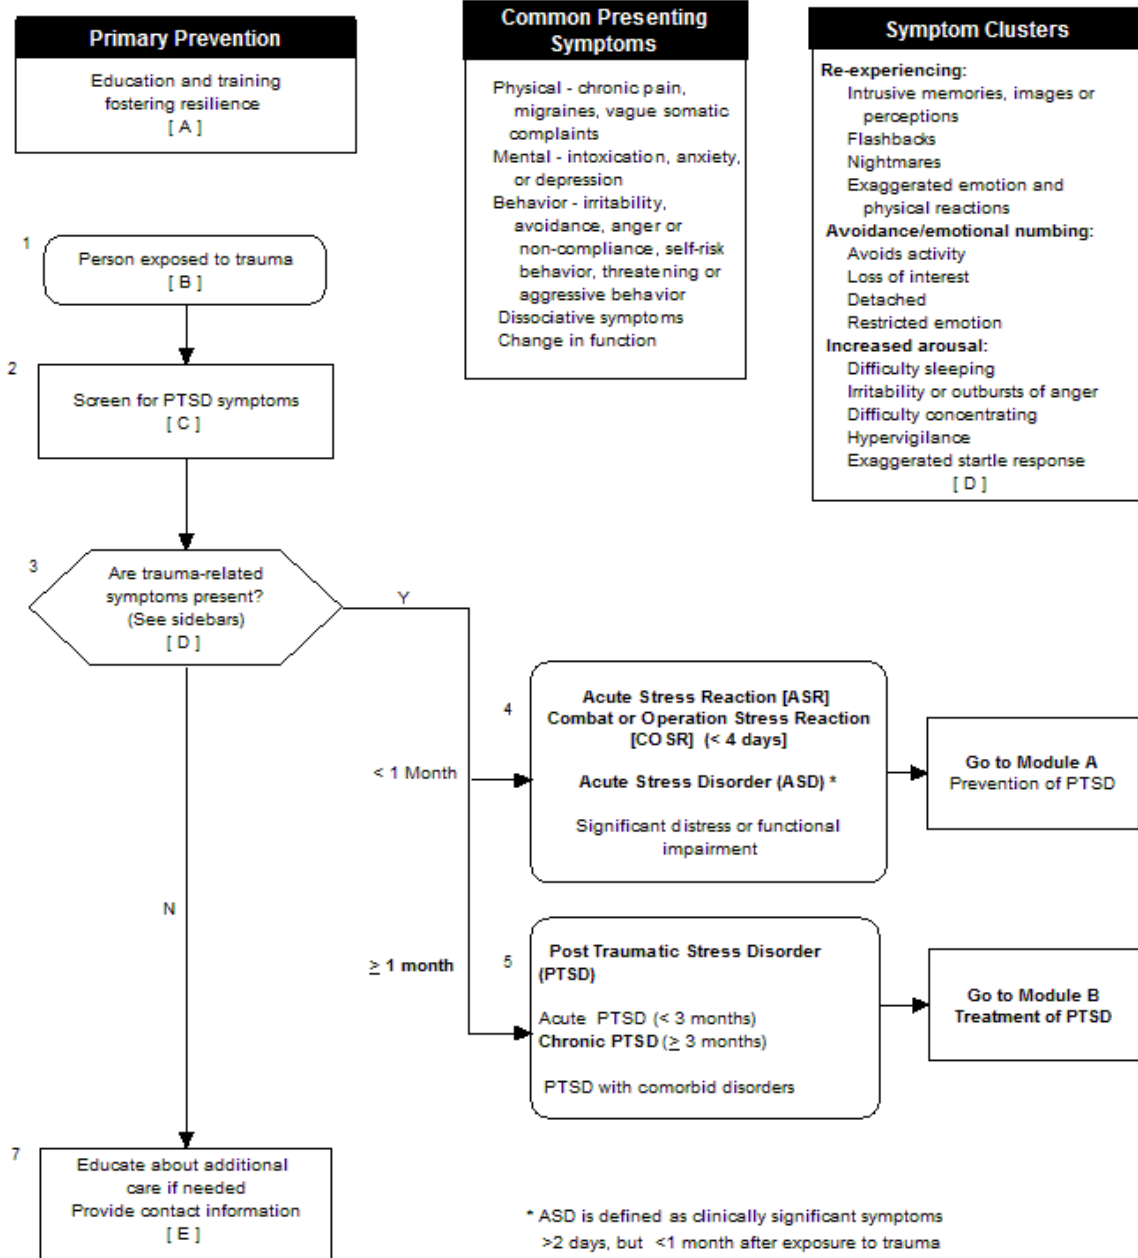 Primary Prevention
Education and training
fostering resilience
[ A ]
Common Presenting
Symptoms
Physical - chronic pain,
migraines, vague somatic
complaints
Mental - intoxication, anxiety,
or depression
Behavior - irritability,
avoidance, anger or
non-compliance, self-risk
behavior, threatening or
aggressive behavior
Dissociative symptoms
Change in function
Symptom Clusters
Re-experiencing:
Intrusive memories, images or
perceptions
Flashbacks
Nightmares
Exaggerated emotion and
physical reactions
Avoidance/emotional numbing:
Avoids activity
Loss of interest
Detached
Restricted emotion
Increased arousal:
Difficulty sleeping
Irritability or outbursts of anger
Difficulty concentrating
Hypervigilance
Exaggerated startle response
[ D ]
1
Person exposed to trauma
[ B ]
2
Screen for PTSD symptoms
[ C ]
3
Are trauma-related
symptoms present?
(See sidebars)
[ D ]
Y
N
< 1 Month
4
Acute Stress Reaction [ASR]
Combat or Operation Stress Reaction
[COSR] (< 4 days]
Acute Stress Disorder (ASD) *
Significant distress or functional
impairment
Go to Module A
Prevention of PTSD
≥ 1 month
5
Post Traumatic Stress Disorder
(PTSD)
Acute PTSD (< 3 months)
Chronic PTSD (≥ 3 months)
PTSD with comorbid disorders
Go to Module B
Treatment of PTSD
7
Educate about additional
care if needed
Provide contact information
[ E ]
* ASD is defined as clinically significant symptoms
>2 days, but <1 month after exposure to trauma